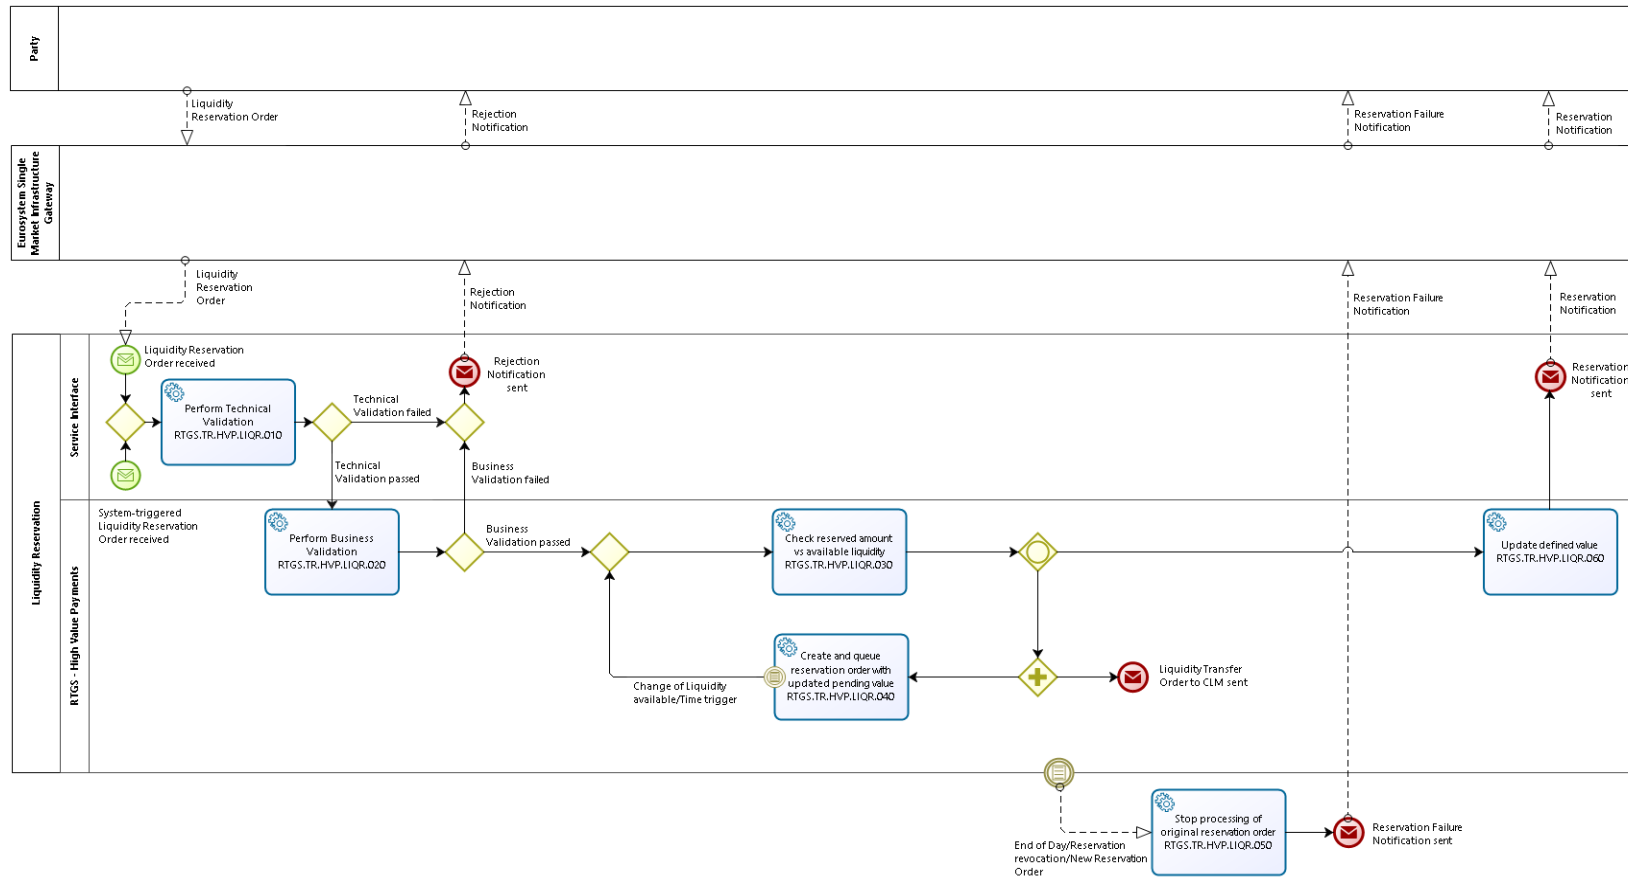 Party
Liquidity
Reservation Order
Rejection
Notification
Reservation Failure
Notification
Reservation
Notification
Eurosystem Single
Market Infrastructure
Gateway
Liquidity
Reservation
Order
Rejection
Notification
Reservation Failure
Notification
Reservation
Notification
Liquidity Reservation
Service Interface
Liquidity Reservation
Order received
Perform Technical
Validation
RTGS.TR.HVP.LIQR.010
Technical
Validation failed
Rejection
Notification
sent
Reservation
Notification
sent
Technical
Validation passed
Business
Validation failed
RTGS - High Value Payments
System-triggered
Liquidity Reservation
Order received
Perform Business
Validation
RTGS.TR.HVP.LIQR.020
Business
Validation passed
Check reserved amount
vs available liquidity
RTGS.TR.HVP.LIQR.030
Update defined value
RTGS.TR.HVP.LIQR.060
Change of Liquidity
available/Time trigger
Create and queue
reservation order with
updated pending value
RTGS.TR.HVP.LIQR.040
Liquidity Transfer
Order to CLM sent
End of Day/Reservation
revocation/New Reservation
Order
Stop processing of
original reservation order
RTGS.TR.HVP.LIQR.050
Reservation Failure
Notification sent